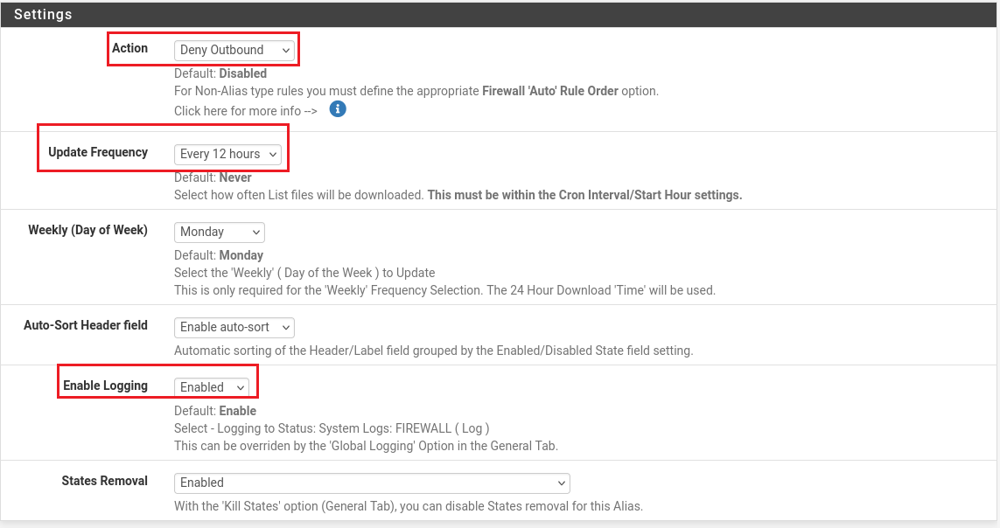 Settings
Action Deny Outbound
Default: Disabled
For Non-Alias type rules you must define the appropriate Firewall 'Auto' Rule Order option.
Click here for more info -->
Update Frequency Every 12 hours
Default: Never
Select how often List files will be downloaded. This must be within the Cron Interval/Start Hour settings.
Weekly (Day of Week) Monday
Default: Monday
Select the 'Weekly' ( Day of the Week ) to Update
This is only required for the 'Weekly' Frequency Selection. The 24 Hour Download 'Time' will be used.
Auto-Sort Header field Enable auto-sort
Automatic sorting of the Header/Label field grouped by the Enabled/Disabled State field setting.
Enable Logging Enabled
Default: Enable
Select - Logging to Status: System Logs: FIREWALL ( Log )
This can be overriden by the 'Global Logging' Option in the General Tab.
States Removal Enabled
With the 'Kill States' option (General Tab), you can disable States removal for this Alias.